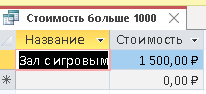 Стоимость больше 1000
Название Стоимость
Зал с игровым 1 500,00 ₽
* 0,00 ₽